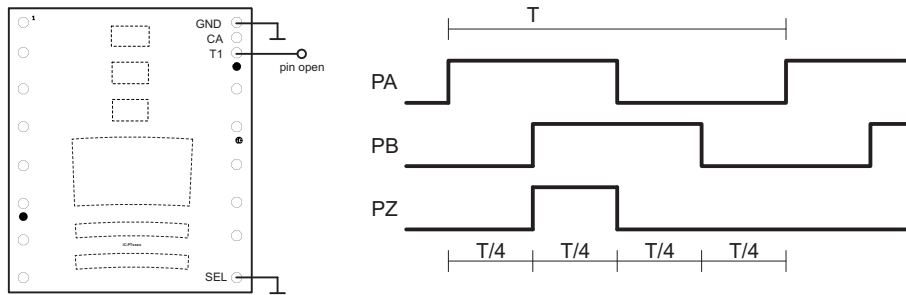 1
GND
CA
T1
pin open
SEL
T
PA
PB
PZ
T/4 T/4 T/4 T/4